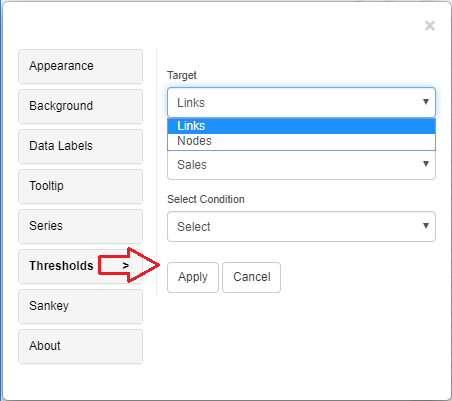 ×
Appearance
Background
Data Labels
Tooltip
Series
Thresholds >
Sankey
About
Target
Links
Links
Nodes
Sales
Select Condition
Select
Apply Cancel